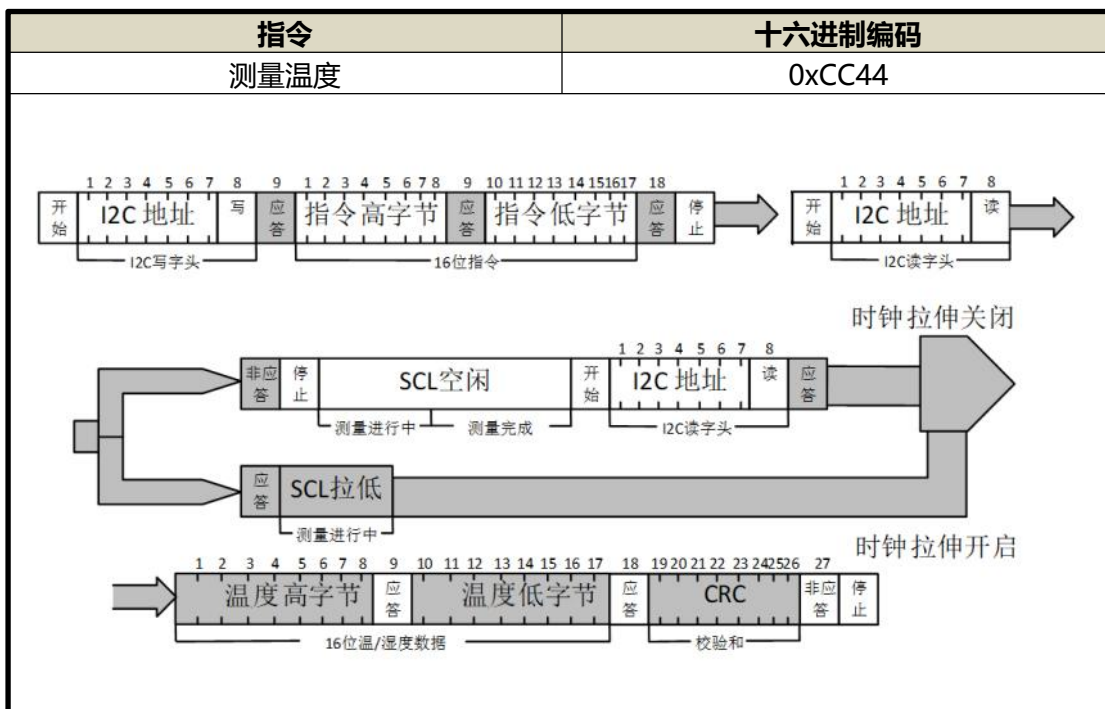 指令 十六进制编码
测量温度 0xCC44
1 2 3 4 5 6 7 8 9 1 2 3 4 5 6 7 8 9 10 11 12 13 14 15 16 17 18 1 2 3 4 5 6 7 8
开始 I2C 地址 写 应答 指令高字节 应答 指令低字节 应答 停止 开始 I2C 地址 读
I2C写字头 16位指令 I2C读字头
时钟拉伸关闭
1 2 3 4 5 6 7 8
非应答 停止 SCL空闲 开始 I2C 地址 读 应答
测量进行中 测量完成 I2C读字头
应答 SCL拉低
测量进行中
时钟拉伸开启
1 2 3 4 5 6 7 8 9 10 11 12 13 14 15 16 17 18 19 20 21 22 23 24 25 26 27
温度高字节 应答 温度低字节 应答 CRC 非应答 停止
16位温/湿度数据 校验和